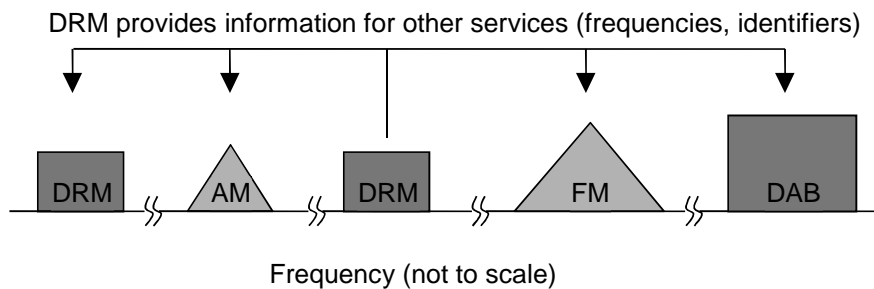 DRM provides information for other services (frequencies, identifiers)
DRM AM DRM FM DAB
Frequency (not to scale)